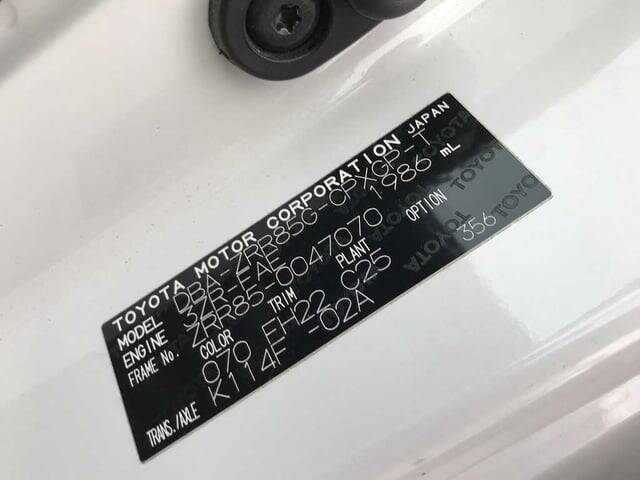 TOYOTA MOTOR CORPORATION JAPAN
MODEL DBA-ZRR85G-CPXGP-T
ENGINE 3ZR-FAE 1986 mL
FRAME No. ZRR85-0047070
COLOR TRIM PLANT OPTION
070 FH22 C25 356
TRANS./AXLE K114F -02A
TOYOTA TOYOTA TOYOTA